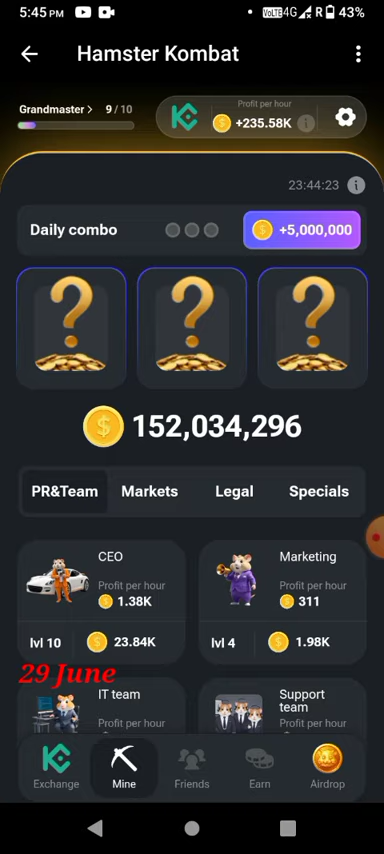 5:45 PM VoLTE 4G R 43%
Hamster Kombat
Grandmaster > 9 / 10
Profit per hour
+235.58K
23:44:23
Daily combo
+5,000,000
152,034,296
PR&Team Markets Legal Specials
CEO
Profit per hour
1.38K
lvl 10 23.84K
Marketing
Profit per hour
311
lvl 4 1.98K
29 June
IT team
Profit per hour
Support team
Profit per hour
Exchange Mine Friends Earn Airdrop